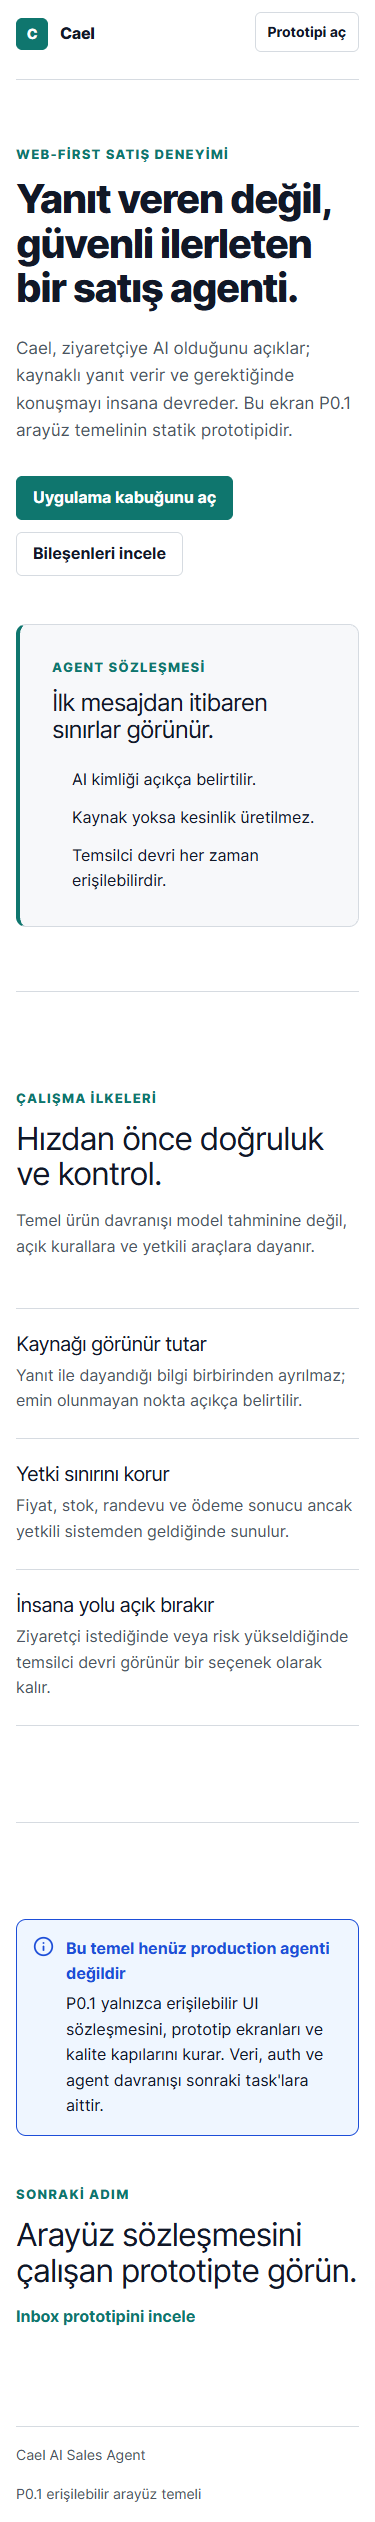 C Cael
Prototipi aç
WEB-FİRST SATIŞ DENEYİMİ
Yanıt veren değil,
güvenli ilerleten
bir satış agenti.
Cael, ziyaretçiye AI olduğunu açıklar;
kaynaklı yanıt verir ve gerektiğinde
konuşmayı insana devreder. Bu ekran P0.1
arayüz temelinin statik prototipidir.
Uygulama kabuğunu aç
Bileşenleri incele
AGENT SÖZLEŞMESİ
İlk mesajdan itibaren
sınırlar görünür.
AI kimliği açıkça belirtilir.
Kaynak yoksa kesinlik üretilmez.
Temsilci devri her zaman
erişilebilirdir.
ÇALIŞMA İLKELERİ
Hızdan önce doğruluk
ve kontrol.
Temel ürün davranışı model tahminine değil,
açık kurallara ve yetkili araçlara dayanır.
Kaynağı görünür tutar
Yanıt ile dayandığı bilgi birbirinden ayrılmaz;
emin olunmayan nokta açıkça belirtilir.
Yetki sınırını korur
Fiyat, stok, randevu ve ödeme sonucu ancak
yetkili sistemden geldiğinde sunulur.
İnsana yolu açık bırakır
Ziyaretçi istediğinde veya risk yükseldiğinde
temsilci devri görünür bir seçenek olarak
kalır.
Bu temel henüz production agenti
değildir
P0.1 yalnızca erişilebilir UI
sözleşmesini, prototip ekranları ve
kalite kapılarını kurar. Veri, auth ve
agent davranışı sonraki task'lara
aittir.
SONRAKİ ADIM
Arayüz sözleşmesini
çalışan prototipte görün.
Inbox prototipini incele
Cael AI Sales Agent
P0.1 erişilebilir arayüz temeli